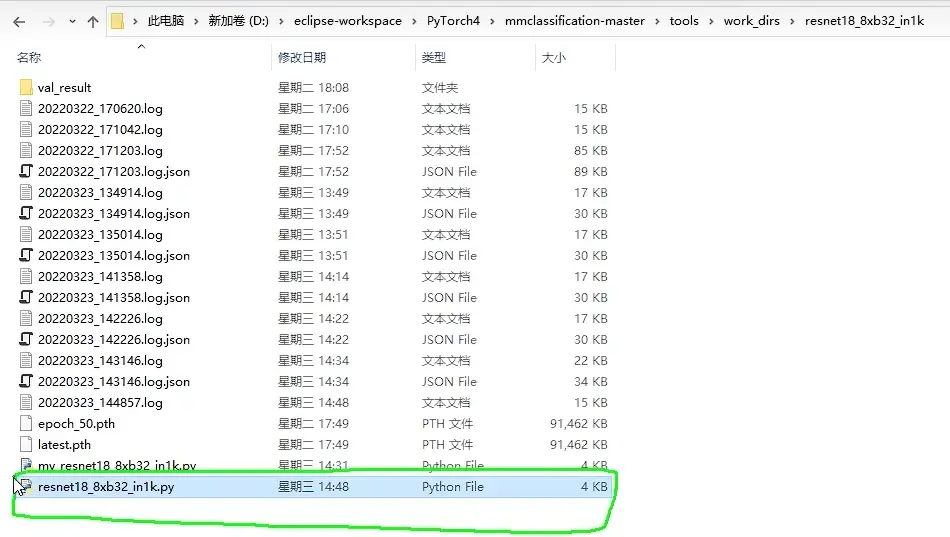 此电脑 > 新加卷 (D:) > eclipse-workspace > PyTorch4 > mmclassification-master > tools > work_dirs > resnet18_8xb32_in1k
名称 修改日期 类型 大小
val_result 星期二 18:08 文件夹
20220322_170620.log 星期二 17:06 文本文档 15 KB
20220322_171042.log 星期二 17:10 文本文档 15 KB
20220322_171203.log 星期二 17:52 文本文档 85 KB
20220322_171203.log.json 星期二 17:52 JSON File 89 KB
20220323_134914.log 星期三 13:49 文本文档 17 KB
20220323_134914.log.json 星期三 13:49 JSON File 30 KB
20220323_135014.log 星期三 13:51 文本文档 17 KB
20220323_135014.log.json 星期三 13:51 JSON File 30 KB
20220323_141358.log 星期三 14:14 文本文档 17 KB
20220323_141358.log.json 星期三 14:14 JSON File 30 KB
20220323_142226.log 星期三 14:22 文本文档 17 KB
20220323_142226.log.json 星期三 14:22 JSON File 30 KB
20220323_143146.log 星期三 14:34 文本文档 22 KB
20220323_143146.log.json 星期三 14:34 JSON File 34 KB
20220323_144857.log 星期三 14:48 文本文档 15 KB
epoch_50.pth 星期二 17:49 PTH 文件 91,462 KB
latest.pth 星期二 17:49 PTH 文件 91,462 KB
my_resnet18_8xb32_in1k.py 星期三 14:31 Python File 4 KB
resnet18_8xb32_in1k.py 星期三 14:48 Python File 4 KB